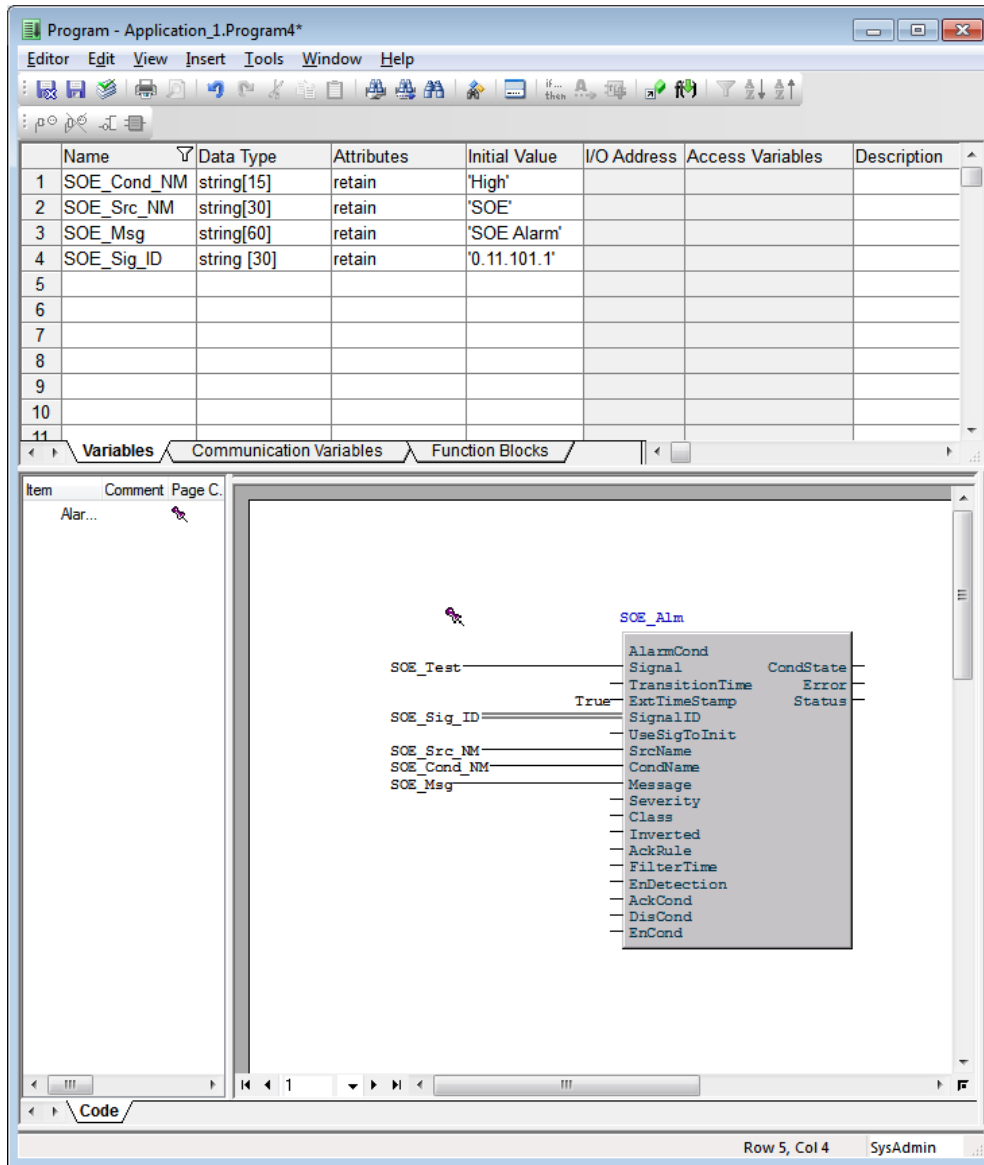 Program - Application_1.Program4*
Editor Edit View Insert Tools Window Help
if... then
Name Data Type Attributes Initial Value I/O Address Access Variables Description
1 SOE_Cond_NM string[15] retain 'High'
2 SOE_Src_NM string[30] retain 'SOE'
3 SOE_Msg string[60] retain 'SOE Alarm'
4 SOE_Sig_ID string [30] retain '0.11.101.1'
5
6
7
8
9
10
11
Variables Communication Variables Function Blocks
Item Comment Page C.
Alar...
SOE_Alm
AlarmCond
SOE_Test Signal CondState
TransitionTime Error
True ExtTimeStamp Status
SOE_Sig_ID SignalID
UseSigToInit
SOE_Src_NM SrcName
SOE_Cond_NM CondName
SOE_Msg Message
Severity
Class
Inverted
AckRule
FilterTime
EnDetection
AckCond
DisCond
EnCond
1
Code
Row 5, Col 4 SysAdmin